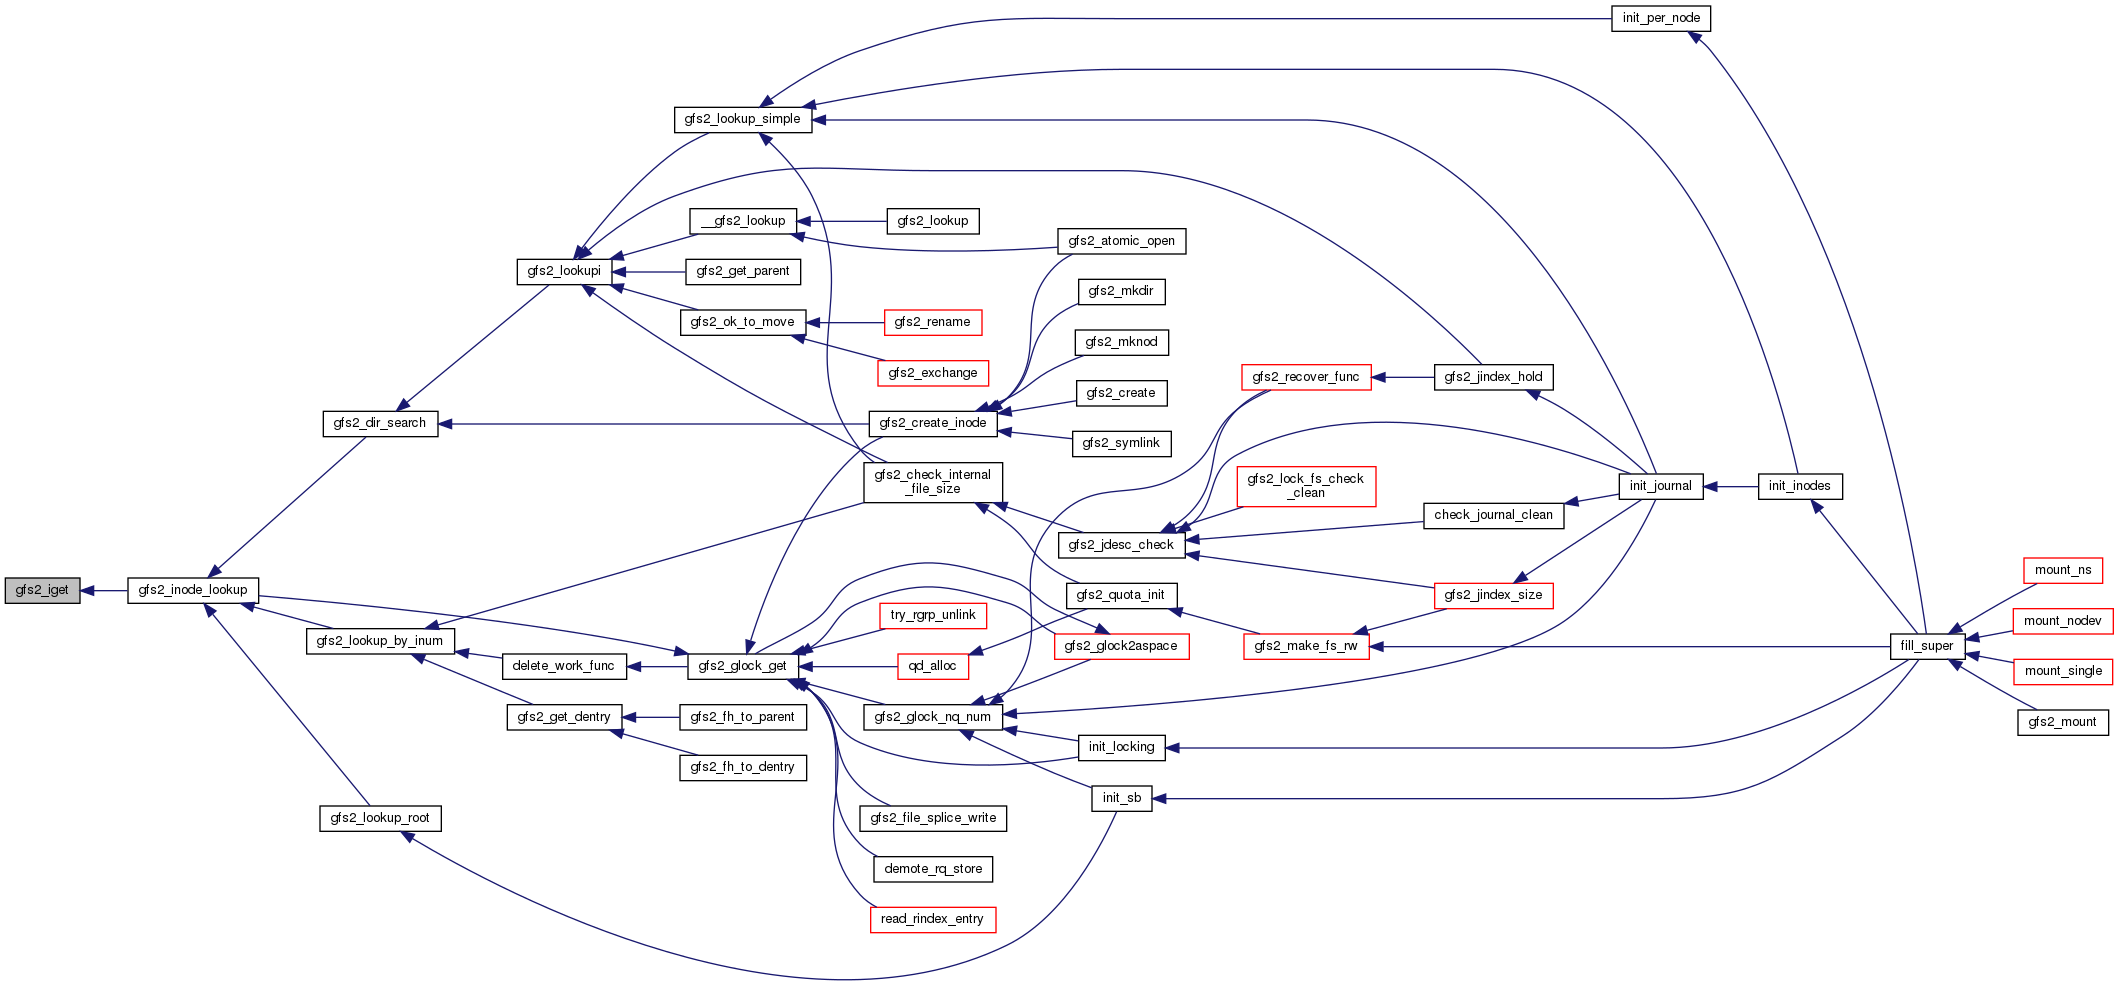 init_per_node
gfs2_lookup_simple
__gfs2_lookup
gfs2_lookup
gfs2_atomic_open
gfs2_lookupi
gfs2_get_parent
gfs2_mkdir
gfs2_ok_to_move
gfs2_rename
gfs2_mknod
gfs2_exchange
gfs2_recover_func
gfs2_jindex_hold
gfs2_create
gfs2_dir_search
gfs2_create_inode
gfs2_symlink
gfs2_check_internal
_file_size
gfs2_lock_fs_check
_clean
init_journal
init_inodes
check_journal_clean
gfs2_jdesc_check
mount_ns
gfs2_iget
gfs2_inode_lookup
gfs2_quota_init
gfs2_jindex_size
try_rgrp_unlink
mount_nodev
gfs2_lookup_by_inum
gfs2_glock2aspace
gfs2_make_fs_rw
fill_super
delete_work_func
gfs2_glock_get
qd_alloc
mount_single
gfs2_get_dentry
gfs2_fh_to_parent
gfs2_glock_nq_num
gfs2_mount
init_locking
gfs2_fh_to_dentry
init_sb
gfs2_lookup_root
gfs2_file_splice_write
demote_rq_store
read_rindex_entry